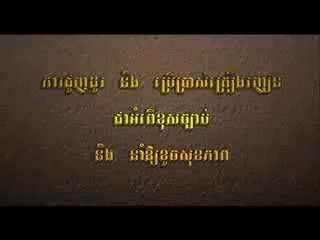 ការជួញដូរ និង ប្រើប្រាស់គ្រឿងញៀន
ជាអំពើខុសច្បាប់
និង នាំឱ្យខូចសុខភាព